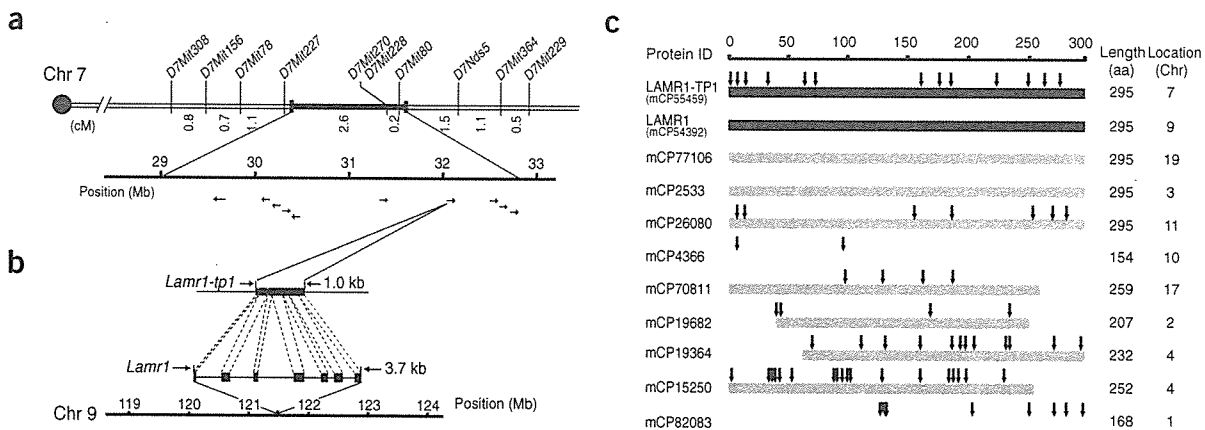 a
D7Mit308 D7Mit156 D7Mit78 D7Mit227 D7Mit270 D7Mit228 D7Mit80 D7Nds5 D7Mit364 D7Mit229
Chr 7
(cM) 0.8 0.7 1.1 2.6 0.2 1.5 1.1 0.5
29 30 31 32 33
Position (Mb)
b
Lamr1-tp1 1.0 kb
Lamr1 3.7 kb
Chr 9 119 120 121 122 123 124 Position (Mb)
c
Protein ID 0 50 100 150 200 250 300 Length (aa) Location (Chr)
LAMR1-TP1 (mCP55459) 295 7
LAMR1 (mCP54392) 295 9
mCP77106 295 19
mCP2533 295 3
mCP26080 295 11
mCP4366 154 10
mCP70811 259 17
mCP19682 207 2
mCP19364 232 4
mCP15250 252 4
mCP82083 168 1